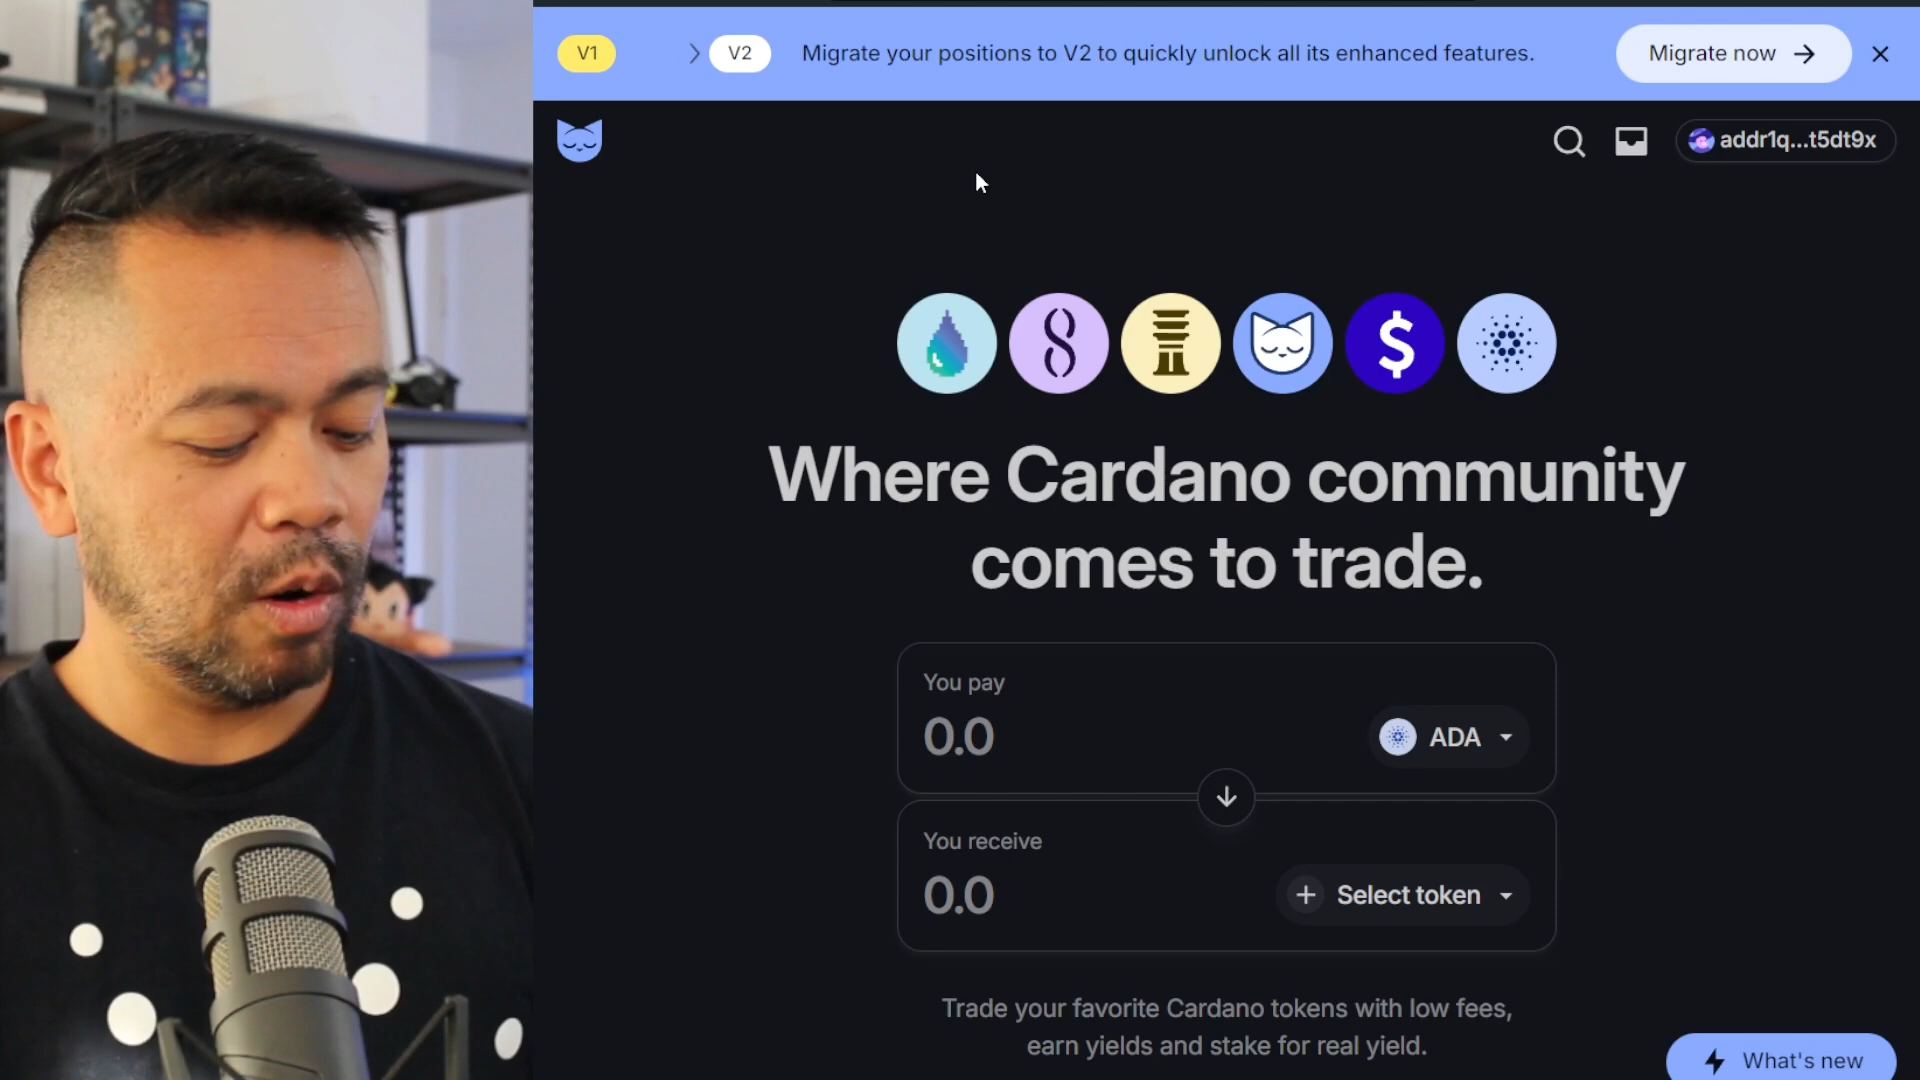 V1
V2
Migrate your positions to V2 to quickly unlock all its enhanced features.
Migrate now
addr1q...t5dt9x
Where Cardano community
comes to trade.
You pay
0.0
ADA
You receive
0.0
Select token
Trade your favorite Cardano tokens with low fees,
earn yields and stake for real yield.
What's new